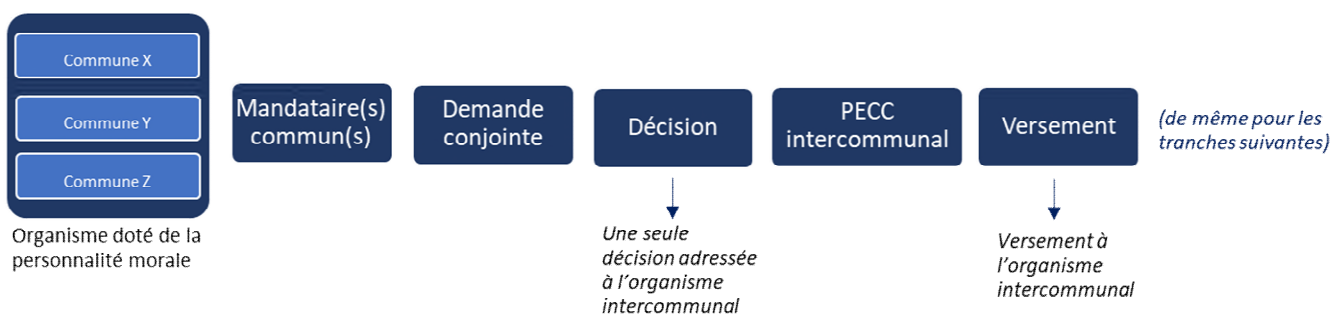 Commune X
Commune Y
Commune Z
Organisme doté de la
personnalité morale
Mandataire(s)
commun(s)
Demande
conjointe
Décision
Une seule
décision adressée
à l’organisme
intercommunal
PECC
intercommunal
Versement
Versement à
l’organisme
intercommunal
(de même pour les
tranches suivantes)